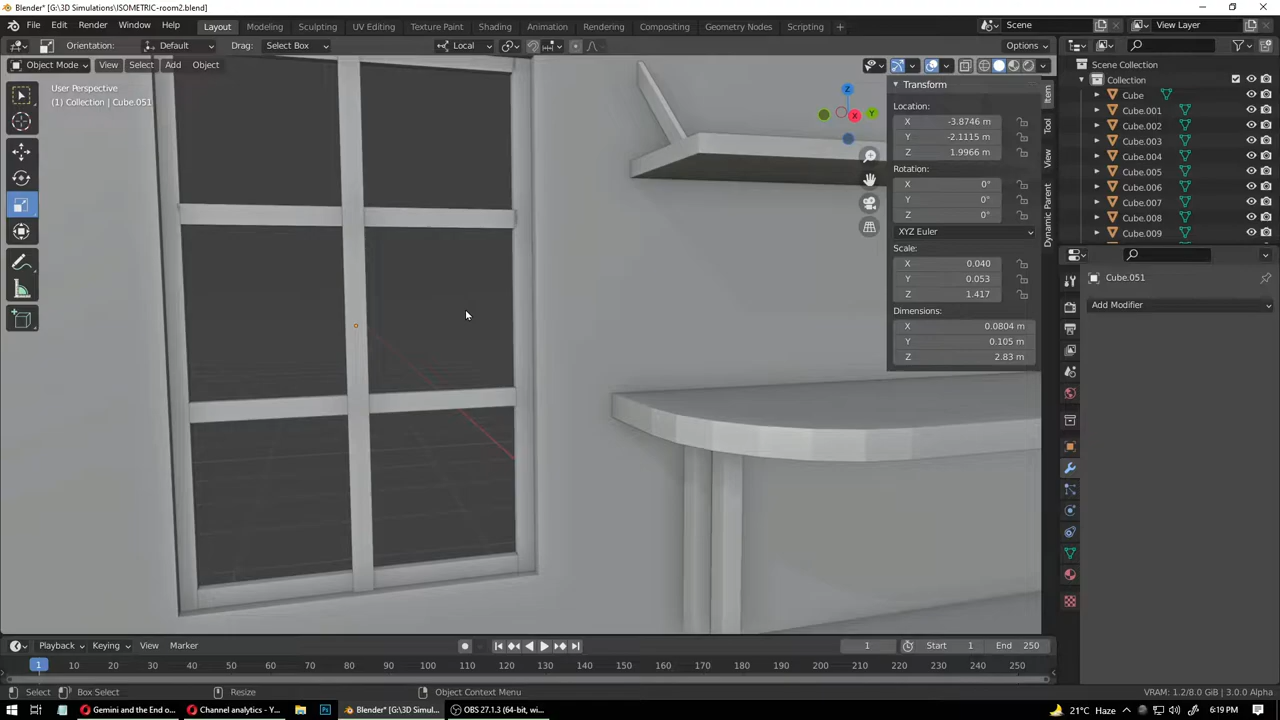 Blender* [G:\3D Simulations\ISOMETRIC-room2.blend]
File Edit Render Window Help Layout Modeling Sculpting UV Editing Texture Paint Shading Animation Rendering Compositing Geometry Nodes Scripting + Scene View Layer
Orientation: Default Drag: Select Box Local Options
Object Mode View Select Add Object
User Perspective
(1) Collection | Cube.051
Z
Y
X
Transform
Location:
X -3.8746 m
Y -2.1115 m
Z 1.9966 m
Rotation:
X 0°
Y 0°
Z 0°
XYZ Euler
Scale:
X 0.040
Y 0.053
Z 1.417
Dimensions:
X 0.0804 m
Y 0.105 m
Z 2.83 m
Item
Tool
View
Dynamic Parent
Scene Collection
Collection
Cube
Cube.001
Cube.002
Cube.003
Cube.004
Cube.005
Cube.006
Cube.007
Cube.008
Cube.009
Cube.051
Add Modifier
Playback Keying View Marker 1 Start 1 End 250
1 10 20 30 40 50 60 70 80 90 100 110 120 130 140 150 160 170 180 190 200 210 220 230 240 250
Select Box Select Resize Object Context Menu VRAM: 1.2/8.0 GiB | 3.0.0 Alpha
Gemini and the End o... Channel analytics - Y... Ps Blender* [G:\3D Simul... OBS 27.1.3 (64-bit, wi... 21°C Haze 6:19 PM